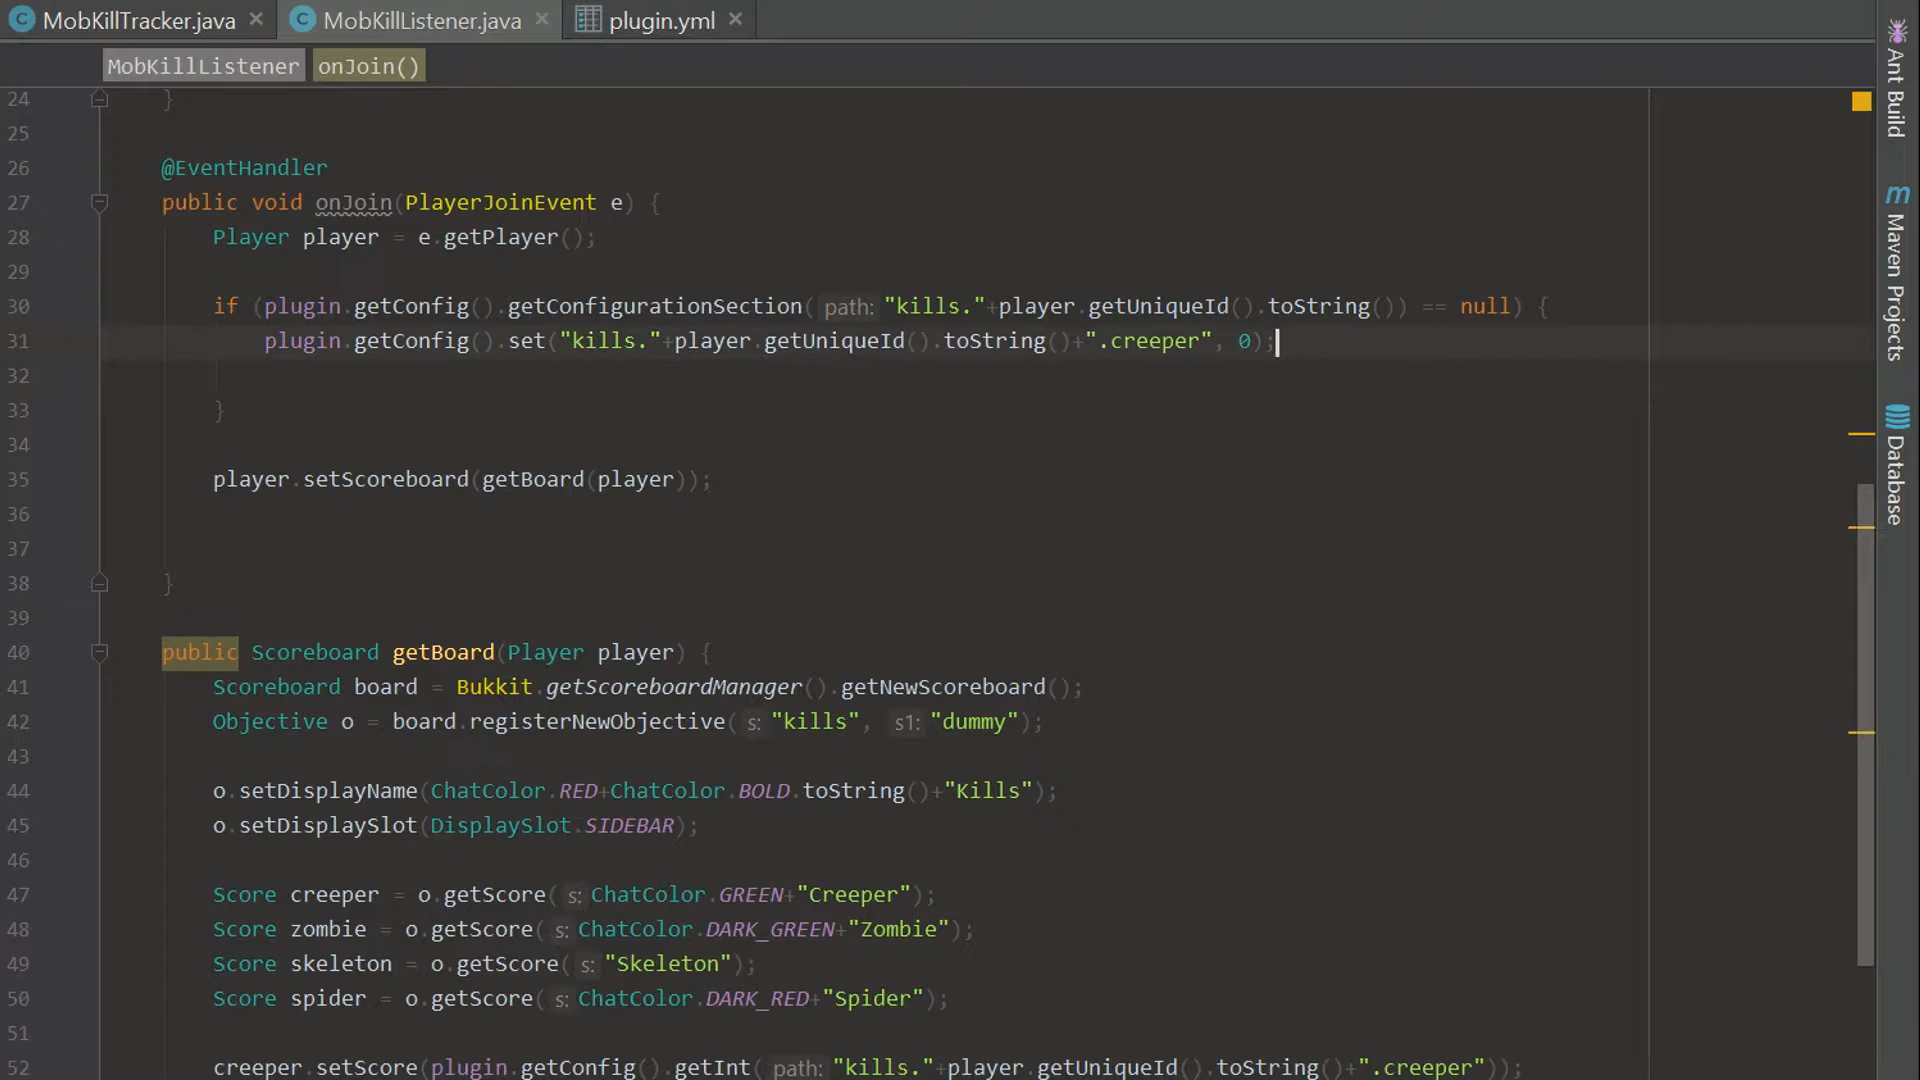 MobKillTracker.java × MobKillListener.java × plugin.yml ×
MobKillListener onJoin()
24 }
25
26 @EventHandler
27 public void onJoin(PlayerJoinEvent e) {
28 Player player = e.getPlayer();
29
30 if (plugin.getConfig().getConfigurationSection( path: "kills."+player.getUniqueId().toString()) == null) {
31 plugin.getConfig().set("kills."+player.getUniqueId().toString()+".creeper", 0);
32
33 }
34
35 player.setScoreboard(getBoard(player));
36
37
38 }
39
40 public Scoreboard getBoard(Player player) {
41 Scoreboard board = Bukkit.getScoreboardManager().getNewScoreboard();
42 Objective o = board.registerNewObjective( s: "kills", s1: "dummy");
43
44 o.setDisplayName(ChatColor.RED+ChatColor.BOLD.toString()+"Kills");
45 o.setDisplaySlot(DisplaySlot.SIDEBAR);
46
47 Score creeper = o.getScore( s: ChatColor.GREEN+"Creeper");
48 Score zombie = o.getScore( s: ChatColor.DARK_GREEN+"Zombie");
49 Score skeleton = o.getScore( s: "Skeleton");
50 Score spider = o.getScore( s: ChatColor.DARK_RED+"Spider");
51
52 creeper.setScore(plugin.getConfig().getInt( path: "kills."+player.getUniqueId().toString()+".creeper"));
Ant Build
m Maven Projects
Database